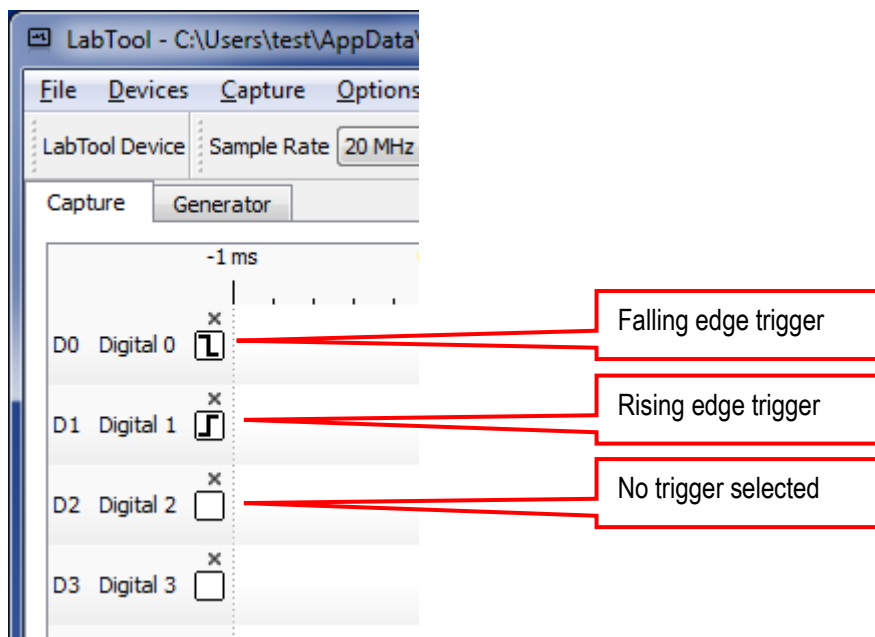 LabTool - C:\Users\test\AppData\
File Devices Capture Options
LabTool Device Sample Rate 20 MHz
Capture Generator
-1 ms
D0 Digital 0
Falling edge trigger
D1 Digital 1
Rising edge trigger
D2 Digital 2
No trigger selected
D3 Digital 3